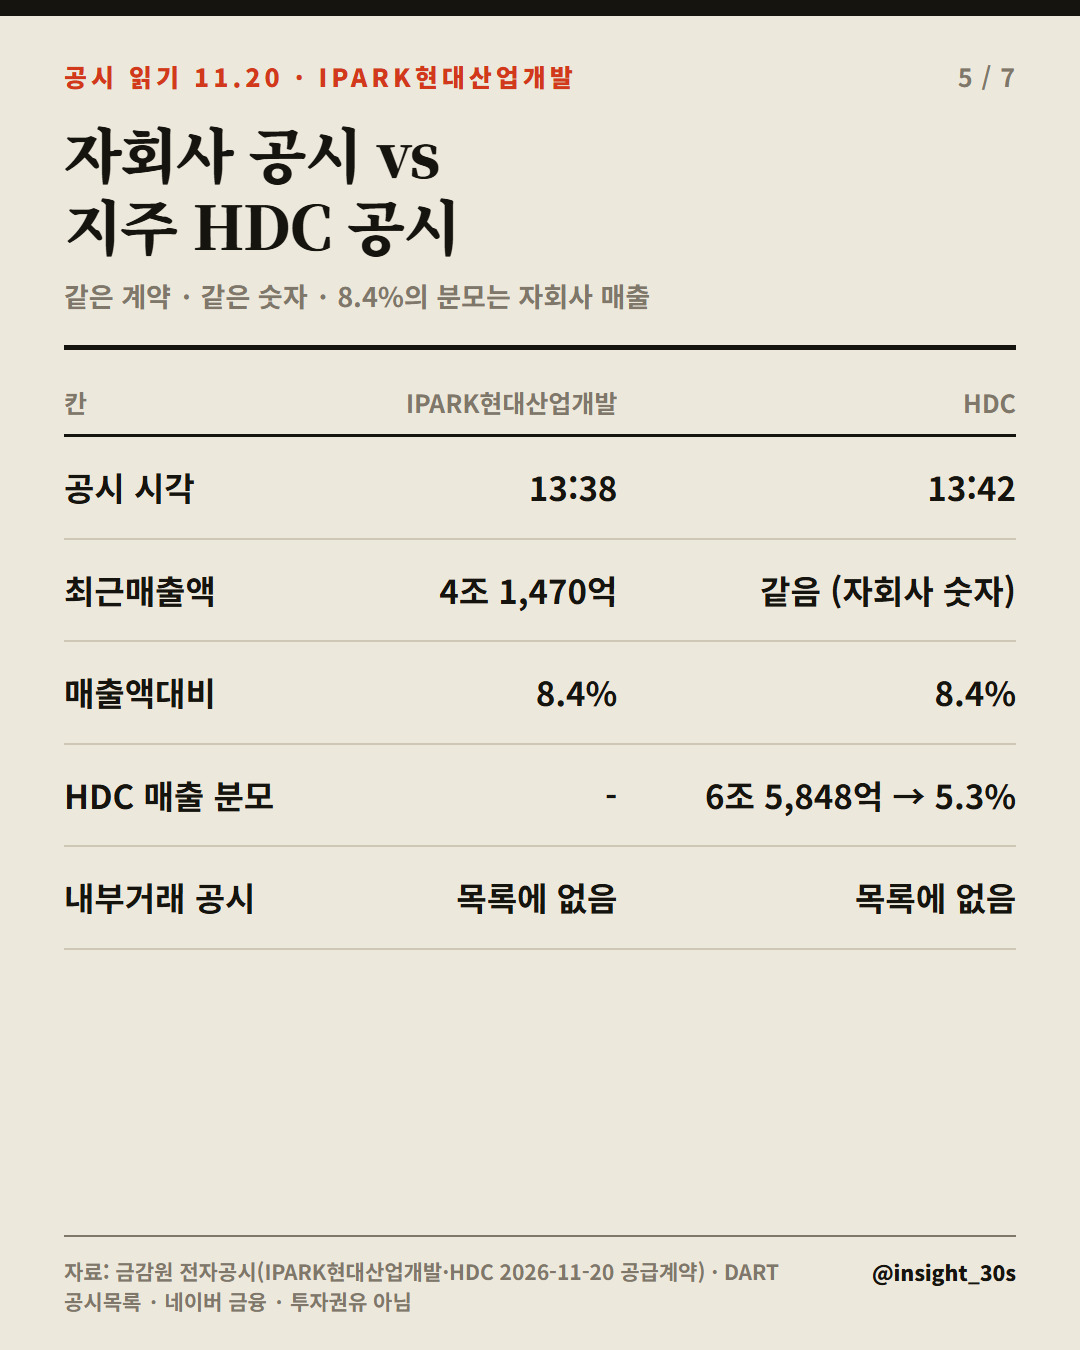 공시 읽기 11.20 · IPARK현대산업개발
5 / 7
자회사 공시 vs
지주 HDC 공시
같은 계약 · 같은 숫자 · 8.4%의 분모는 자회사 매출
칸 IPARK현대산업개발 HDC
공시 시각 13:38 13:42
최근매출액 4조 1,470억 같음 (자회사 숫자)
매출액대비 8.4% 8.4%
HDC 매출 분모 - 6조 5,848억 → 5.3%
내부거래 공시 목록에 없음 목록에 없음
자료: 금감원 전자공시(IPARK현대산업개발·HDC 2026-11-20 공급계약) · DART
공시목록 · 네이버 금융 · 투자권유 아님
@insight_30s